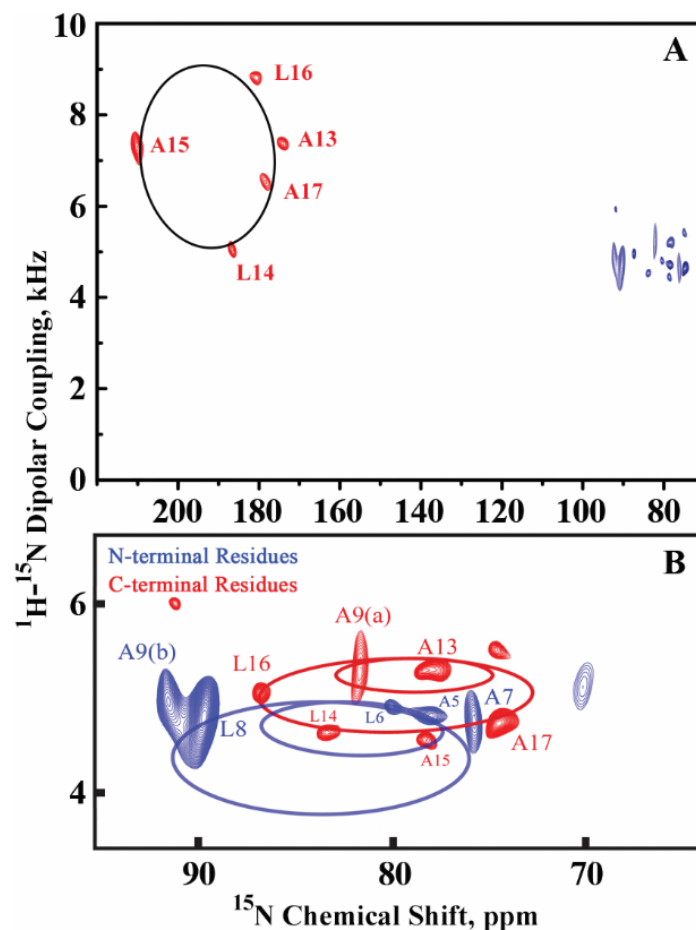 A
10
8
6
4
2
0
L16
A15
A13
A17
L14
200 180 160 140 120 100 80
¹H-¹⁵N Dipolar Coupling, kHz
B
N-terminal Residues
C-terminal Residues
A9(a)
A13
A9(b)
L16
L6
A5
A7
L8
L14
A15
A17
6
4
90 80 70
¹⁵N Chemical Shift, ppm